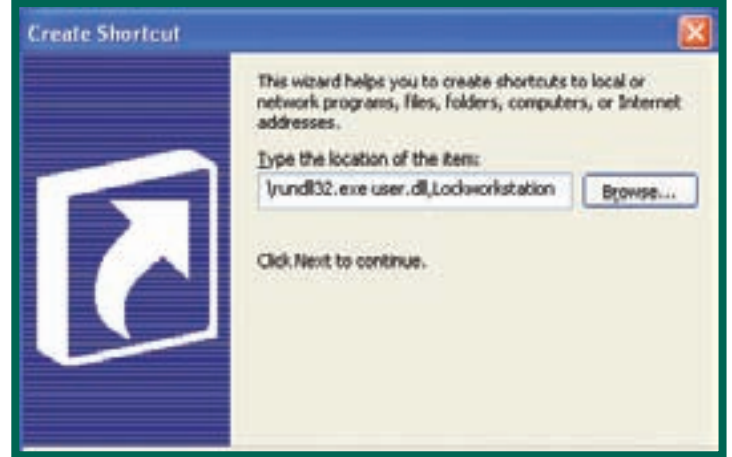 Create Shortcut
This wizard helps you to create shortcuts to local or
network programs, files, folders, computers, or Internet
addresses.
Type the location of the item:
\rundll32.exe user.dll,Lockworkstation
Browse...
Click Next to continue.